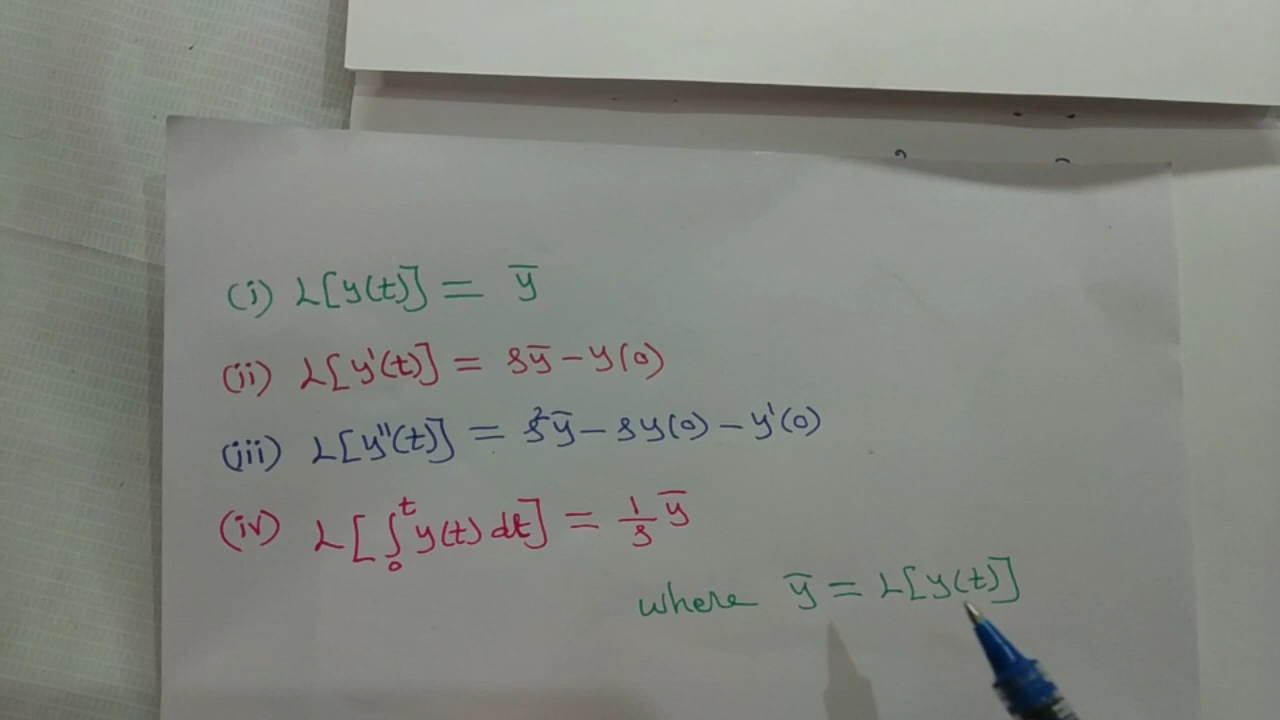 (i) L[y(t)] = ȳ
(ii) L[y'(t)] = sȳ - y(0)
(iii) L[y''(t)] = s²ȳ - sy(0) - y'(0)
(iv) L[∫₀ᵗ y(t) dt] = 1/s ȳ
where ȳ = L[y(t)]